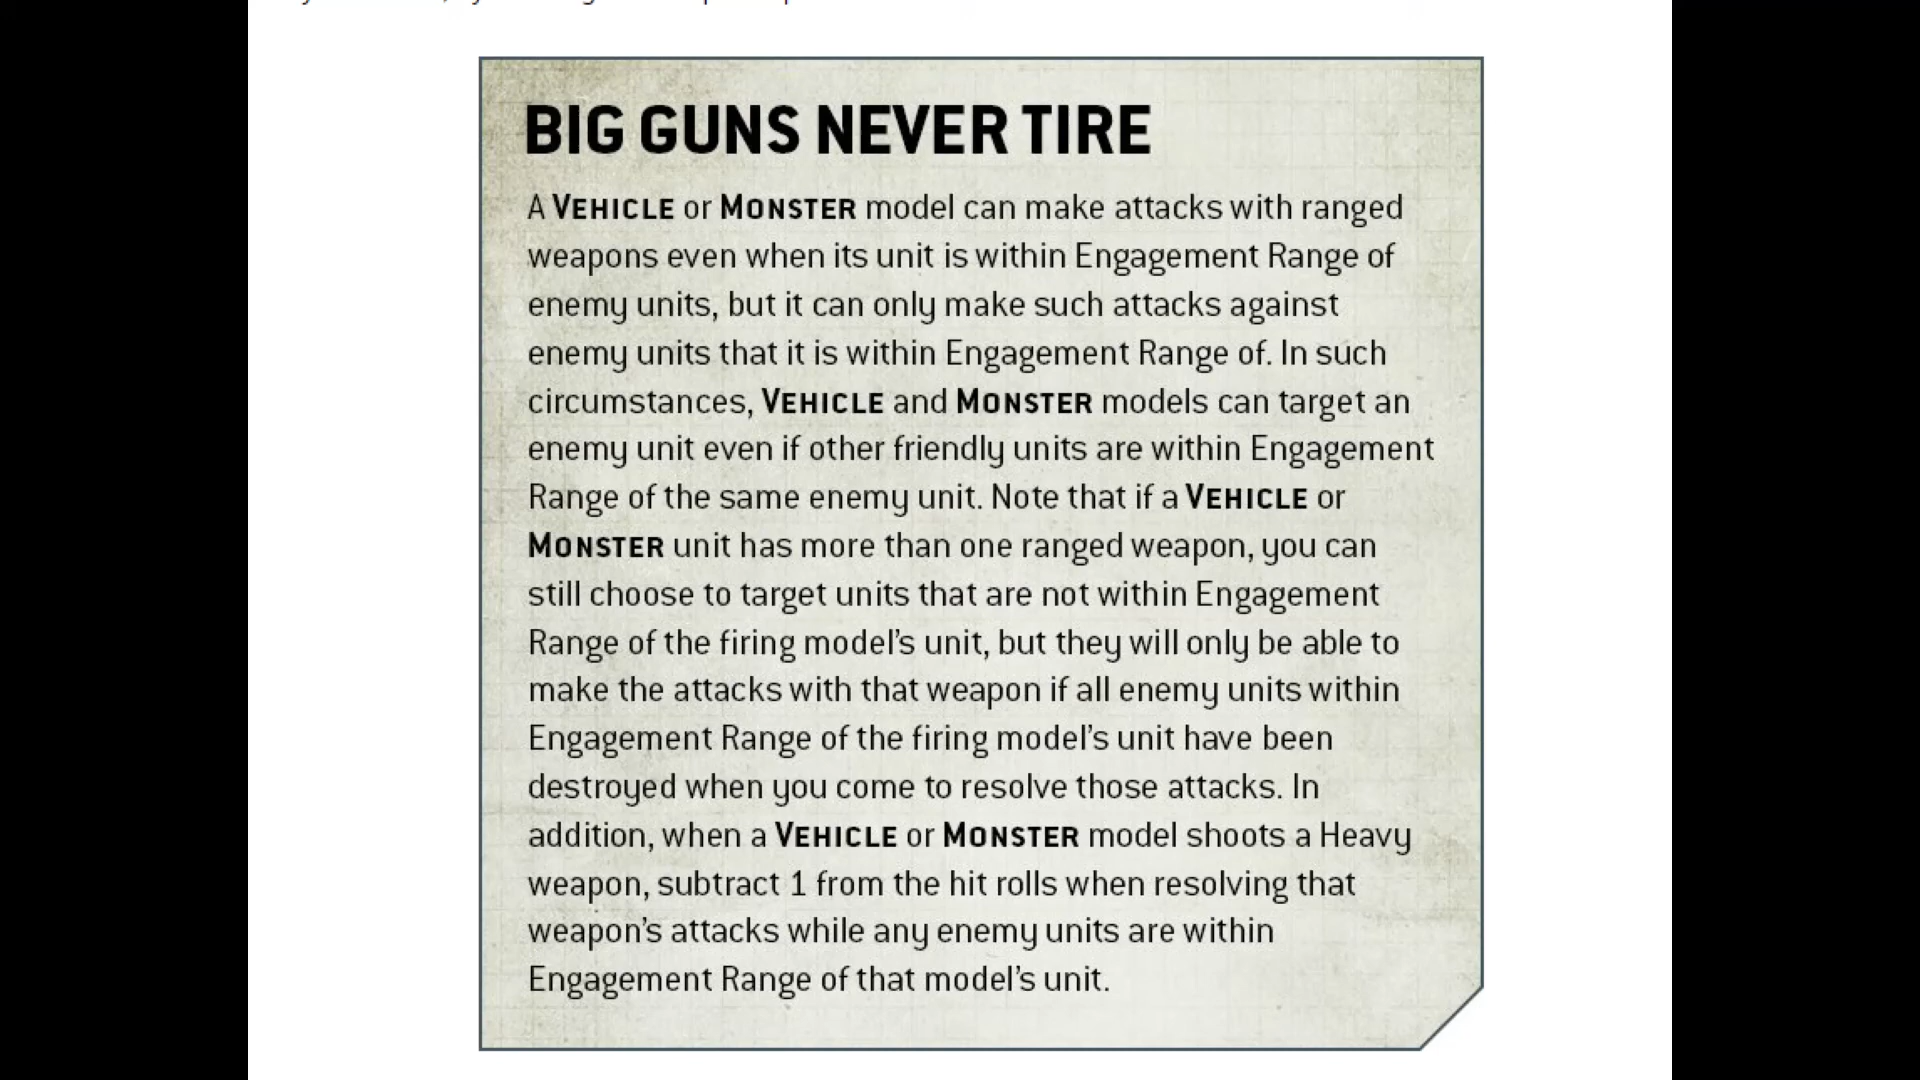 BIG GUNS NEVER TIRE
A VEHICLE or MONSTER model can make attacks with ranged
weapons even when its unit is within Engagement Range of
enemy units, but it can only make such attacks against
enemy units that it is within Engagement Range of. In such
circumstances, VEHICLE and MONSTER models can target an
enemy unit even if other friendly units are within Engagement
Range of the same enemy unit. Note that if a VEHICLE or
MONSTER unit has more than one ranged weapon, you can
still choose to target units that are not within Engagement
Range of the firing model’s unit, but they will only be able to
make the attacks with that weapon if all enemy units within
Engagement Range of the firing model’s unit have been
destroyed when you come to resolve those attacks. In
addition, when a VEHICLE or MONSTER model shoots a Heavy
weapon, subtract 1 from the hit rolls when resolving that
weapon’s attacks while any enemy units are within
Engagement Range of that model’s unit.